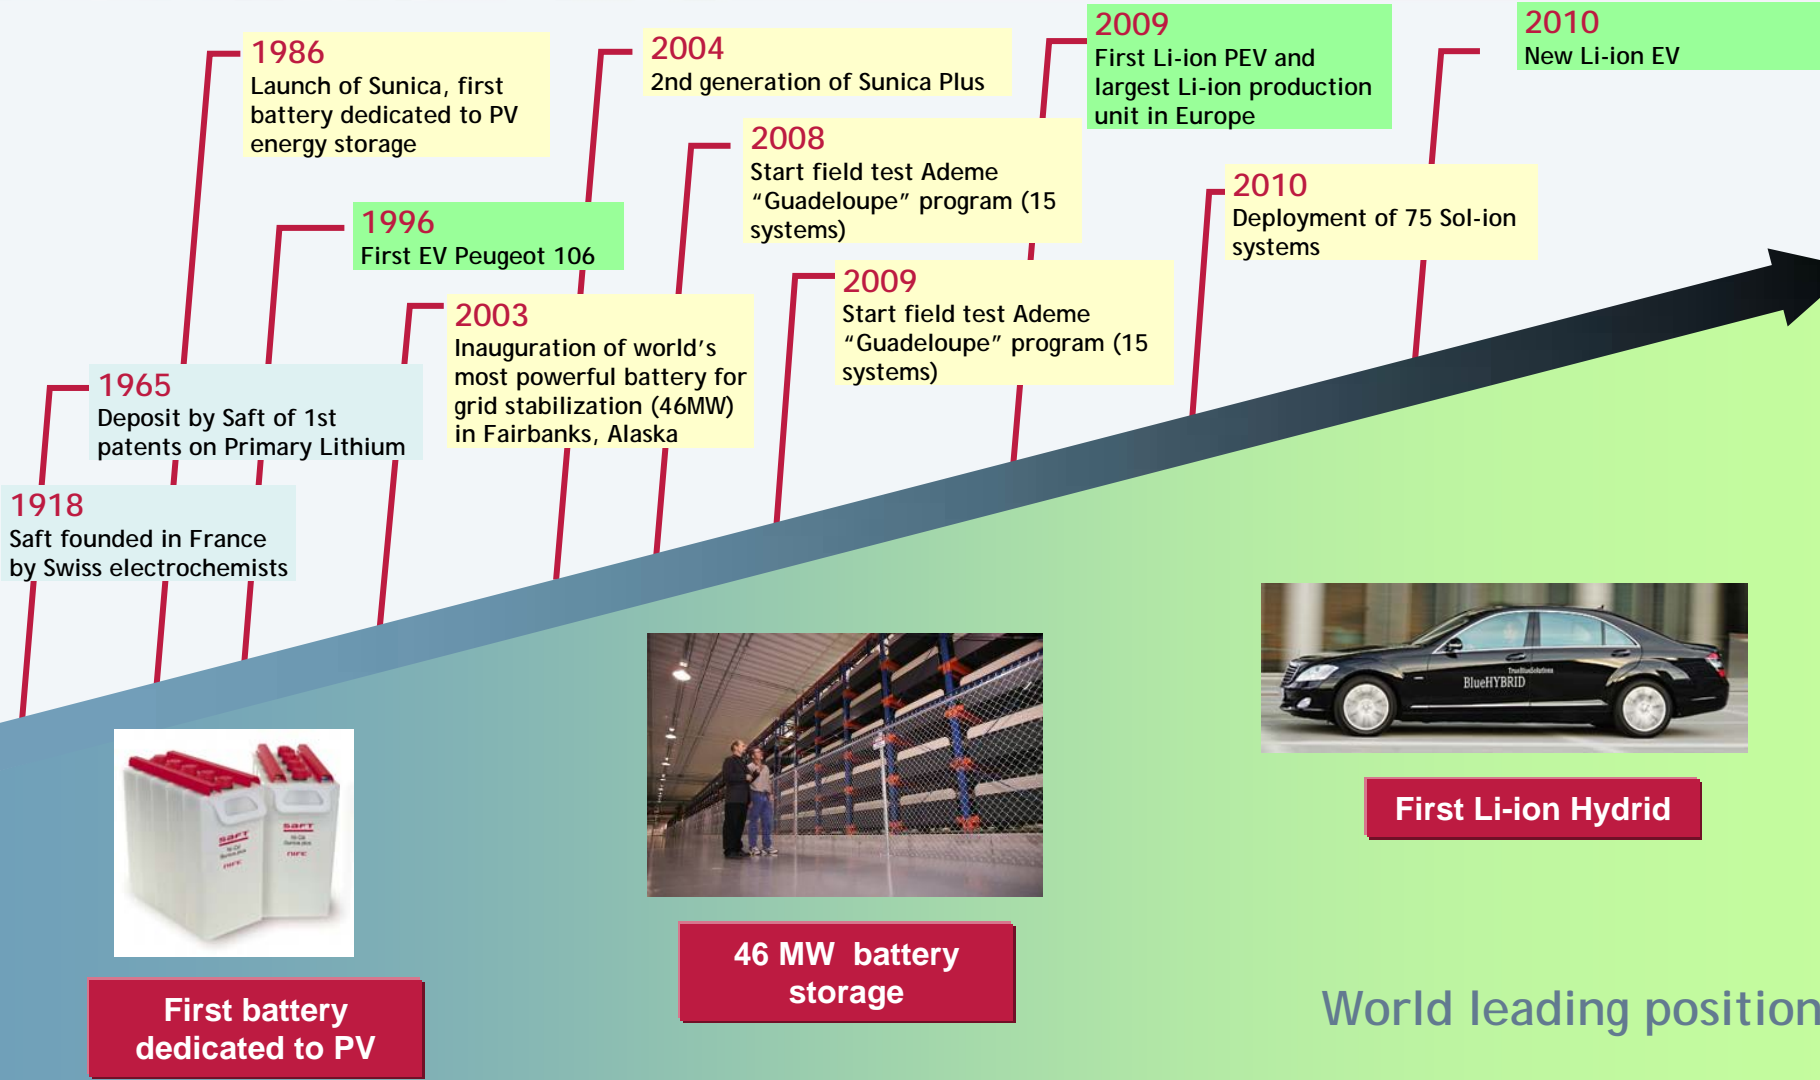 1986
Launch of Sunica, first
battery dedicated to PV
energy storage
2004
2nd generation of Sunica Plus
2009
First Li-ion PEV and
largest Li-ion production
unit in Europe
2010
New Li-ion EV
2008
Start field test Ademe
“Guadeloupe” program (15
systems)
2010
Deployment of 75 Sol-ion
systems
1996
First EV Peugeot 106
2009
Start field test Ademe
“Guadeloupe” program (15
systems)
2003
Inauguration of world’s
most powerful battery for
grid stabilization (46MW)
in Fairbanks, Alaska
1965
Deposit by Saft of 1st
patents on Primary Lithium
1918
Saft founded in France
by Swiss electrochemists
TrueBlueSolutions
BlueHYBRID
First Li-ion Hydrid
SAFT
SAFT
46 MW battery
storage
First battery
dedicated to PV
World leading position